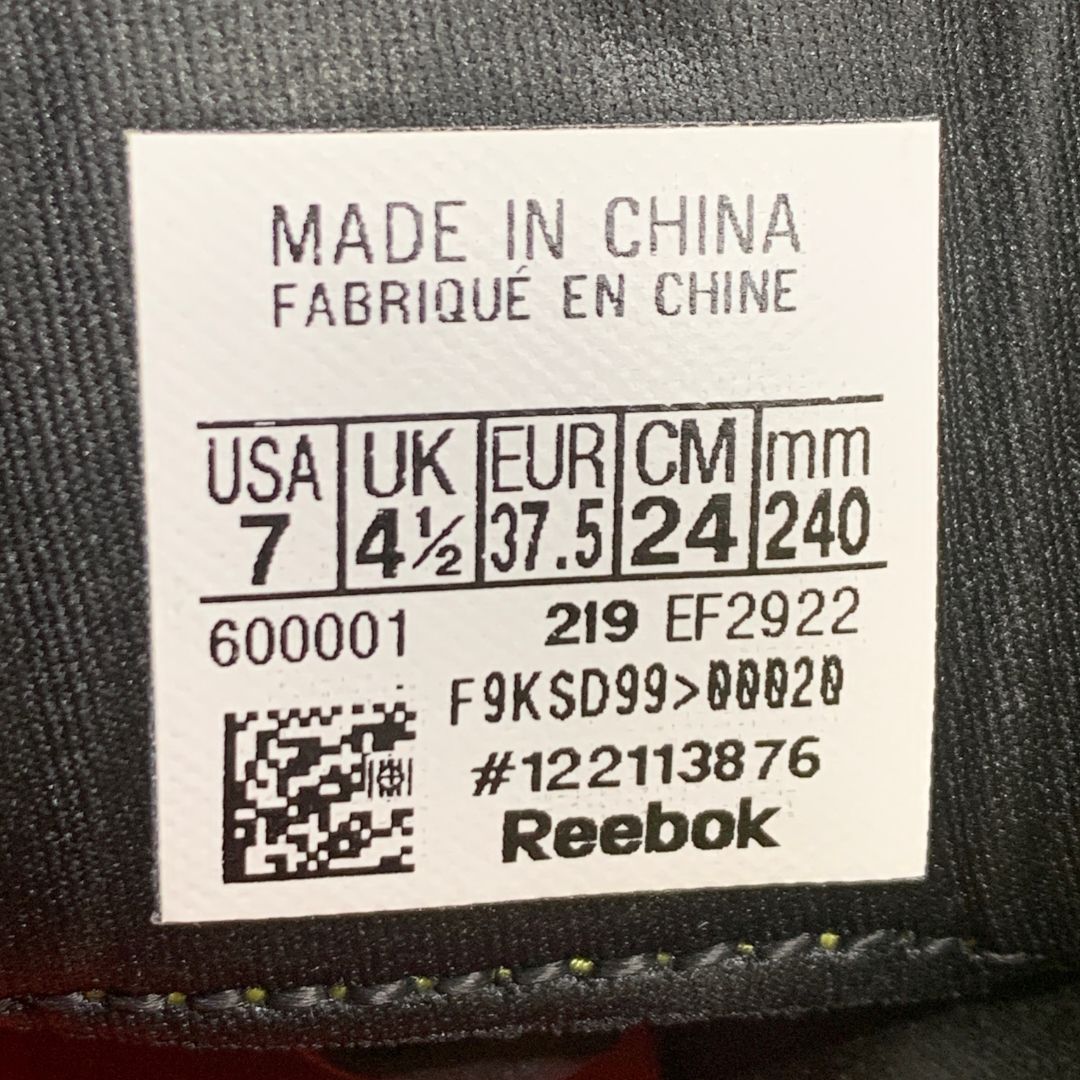 MADE IN CHINA
FABRIQUÉ EN CHINE
USA UK EUR CM mm
7 4½ 37.5 24 240
600001 219 EF2922
F9KSD99>00020
#122113876
Reebok